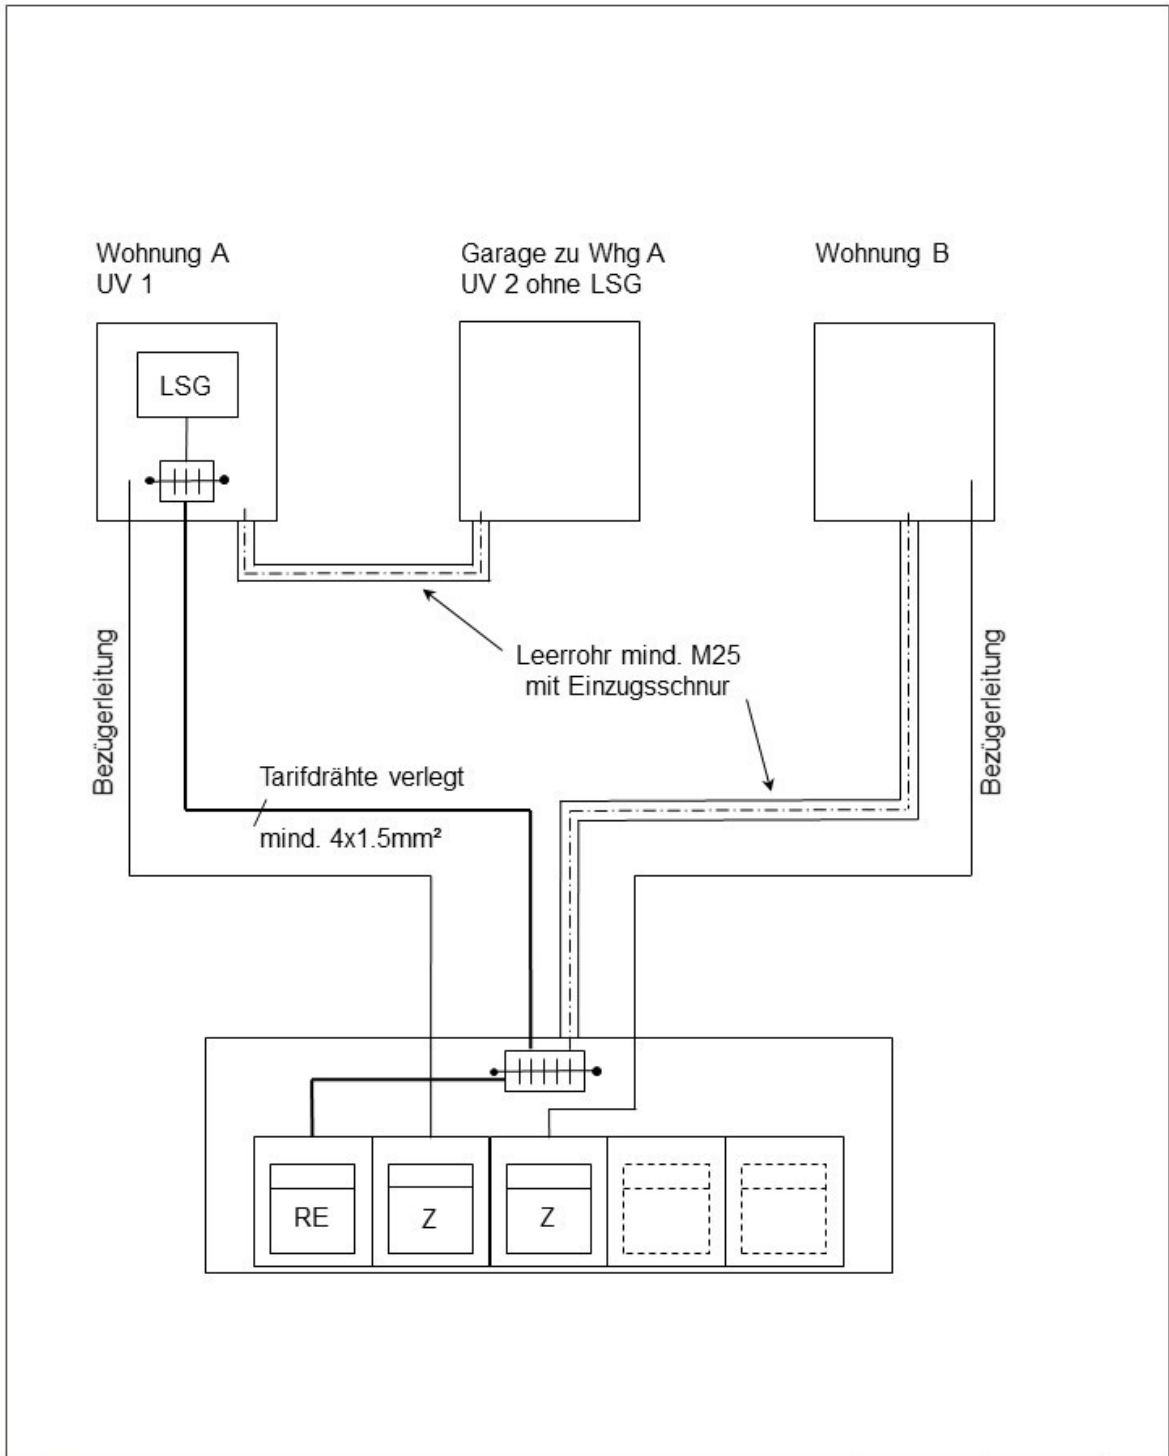 Wohnung A
UV 1
Garage zu Whg A
UV 2 ohne LSG
Wohnung B
LSG
Bezügerleitung
Leerrohr mind. M25
mit Einzugsschnur
Bezügerleitung
Tarifdrähte verlegt
mind. 4x1.5mm²
RE
Z
Z